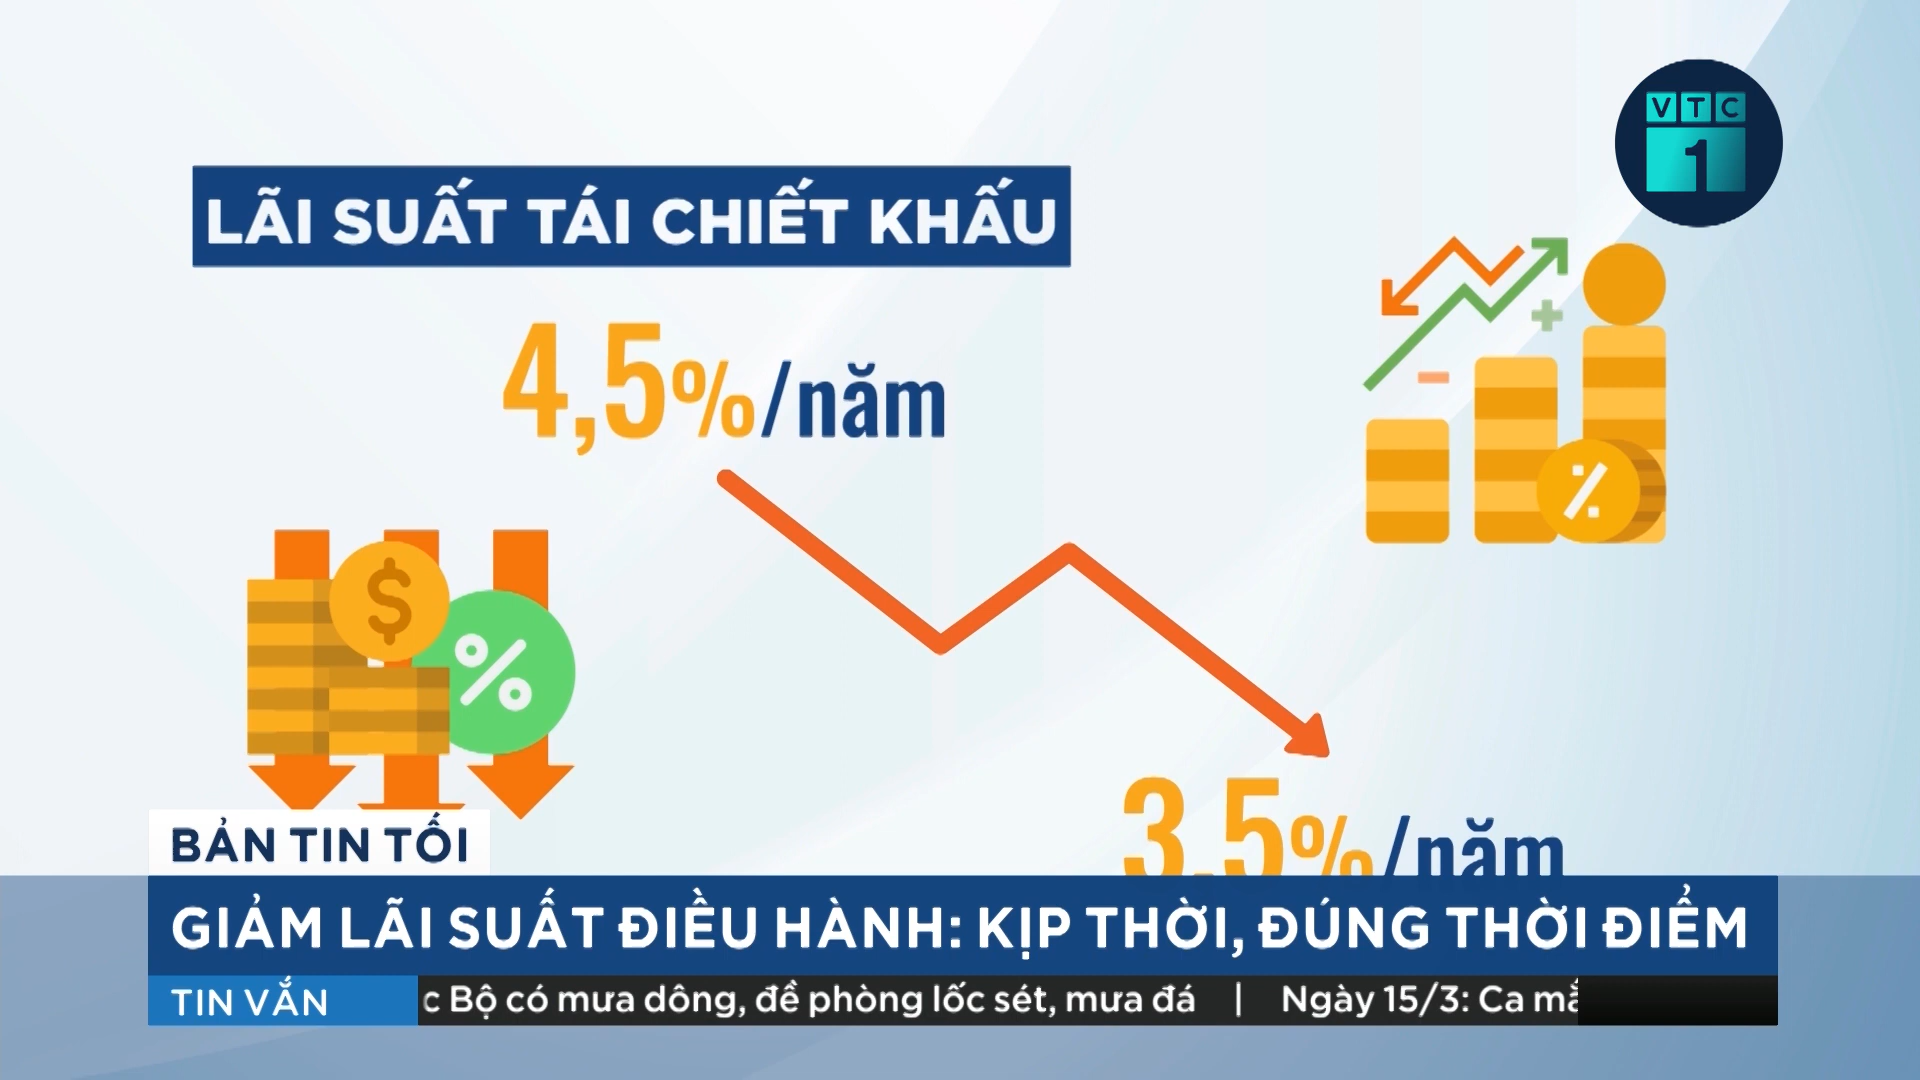 VTC
1
LÃI SUẤT TÁI CHIẾT KHẤU
4,5%/năm
$
%
%
3,5%/năm
BẢN TIN TỐI
GIẢM LÃI SUẤT ĐIỀU HÀNH: KỊP THỜI, ĐÚNG THỜI ĐIỂM
TIN VẮN
c Bộ có mưa dông, đề phòng lốc sét, mưa đá | Ngày 15/3: Ca